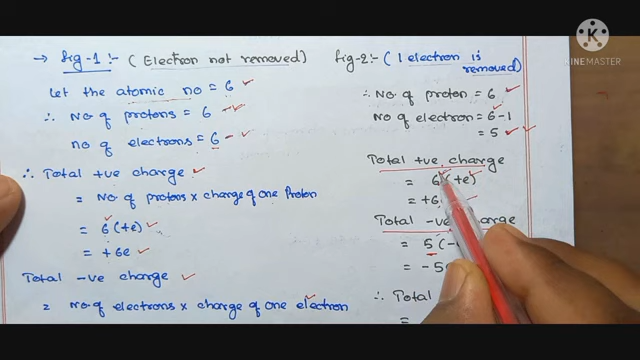 → fig-1 :- ( Electron not removed)
Let the atomic no = 6
∴ No of protons = 6
no of electrons = 6
∴ Total +ve charge
= No of protons x charge of one Proton
= 6 (+e)
= +6e
Total -ve charge
= no of electrons x charge of one electron
fig-2:- ( 1 electron is
removed)
∴ No of proton = 6
No of electron = 6-1
= 5
Total +ve charge
= 6 (+e)
= +6
Total -ve charge
= 5 (-
= -5
∴ Total
=
KINEMASTER